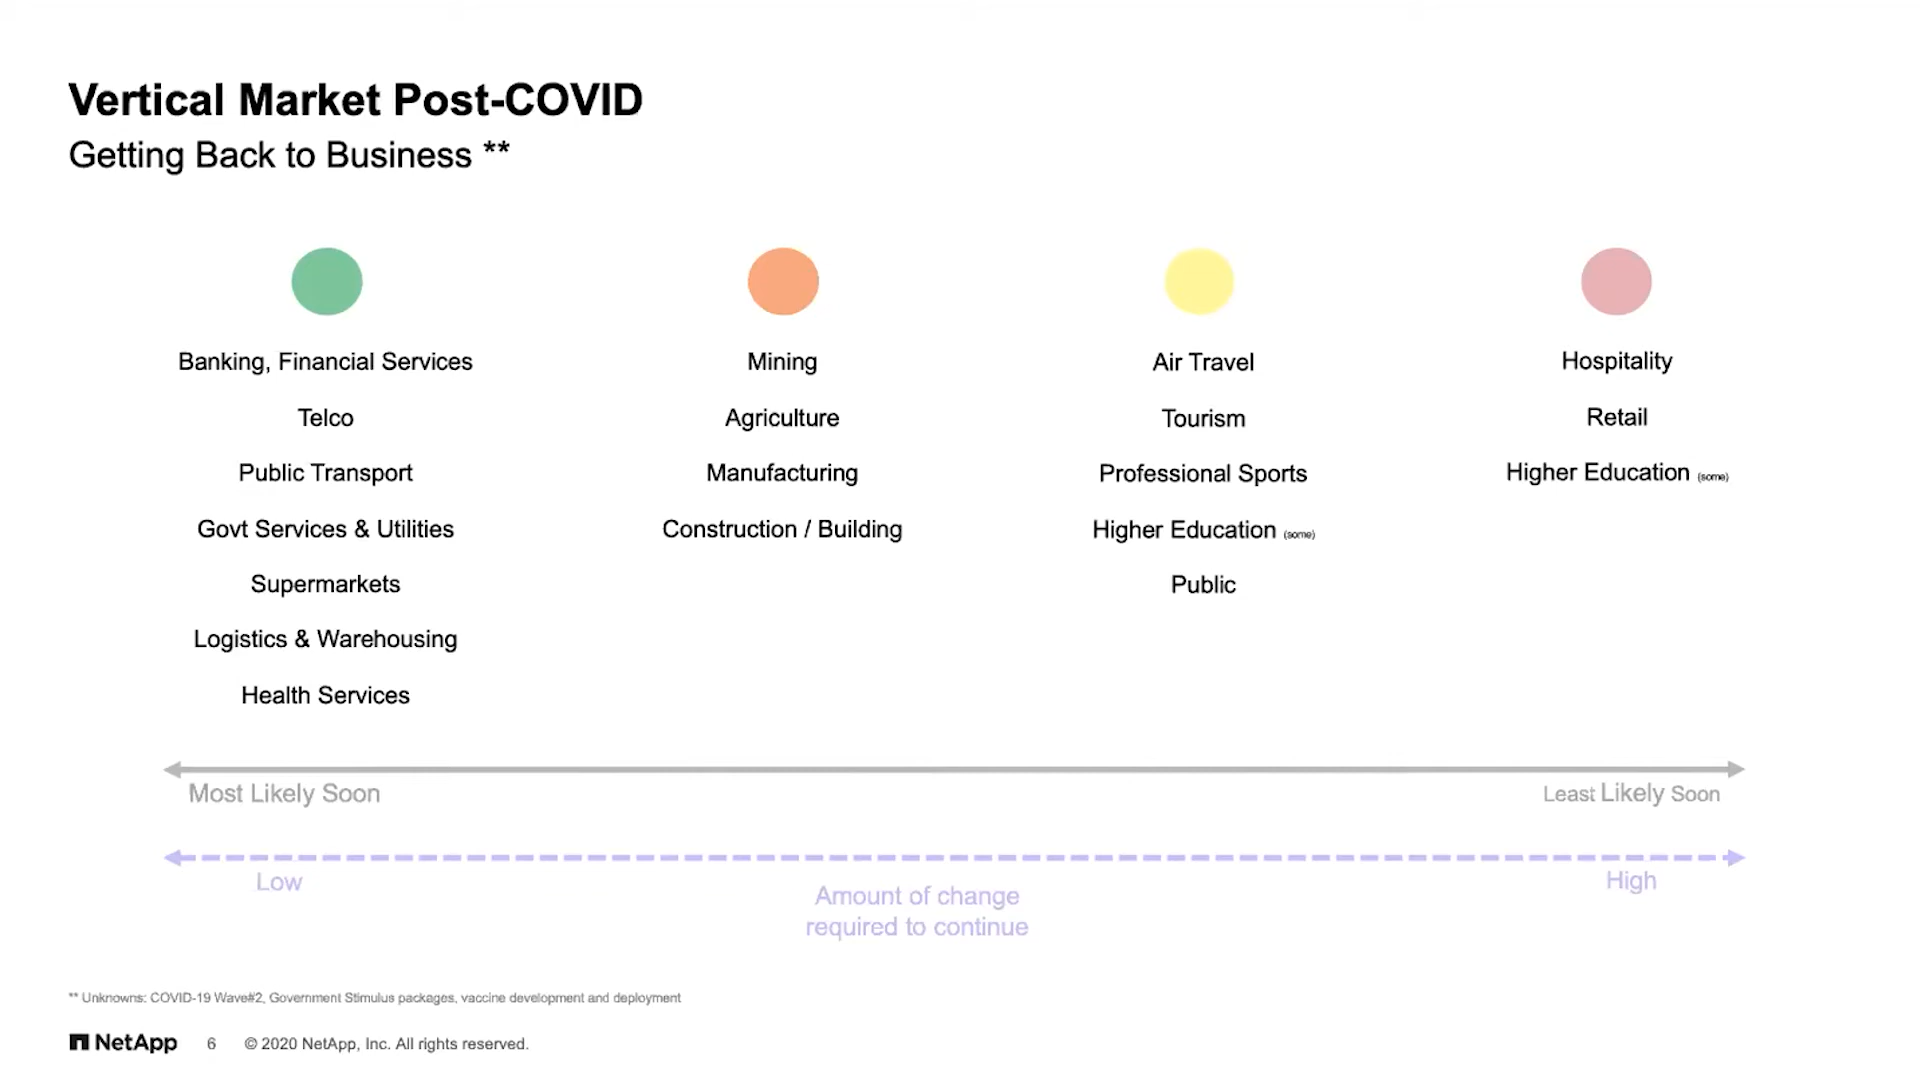 Vertical Market Post-COVID
Getting Back to Business **
Banking, Financial Services
Telco
Public Transport
Govt Services & Utilities
Supermarkets
Logistics & Warehousing
Health Services
Mining
Agriculture
Manufacturing
Construction / Building
Air Travel
Tourism
Professional Sports
Higher Education (some)
Public
Hospitality
Retail
Higher Education (some)
Most Likely Soon
Least Likely Soon
Low
Amount of change
required to continue
High
** Unknowns: COVID-19 Wave#2, Government Stimulus packages, vaccine development and deployment
NetApp 6 © 2020 NetApp, Inc. All rights reserved.